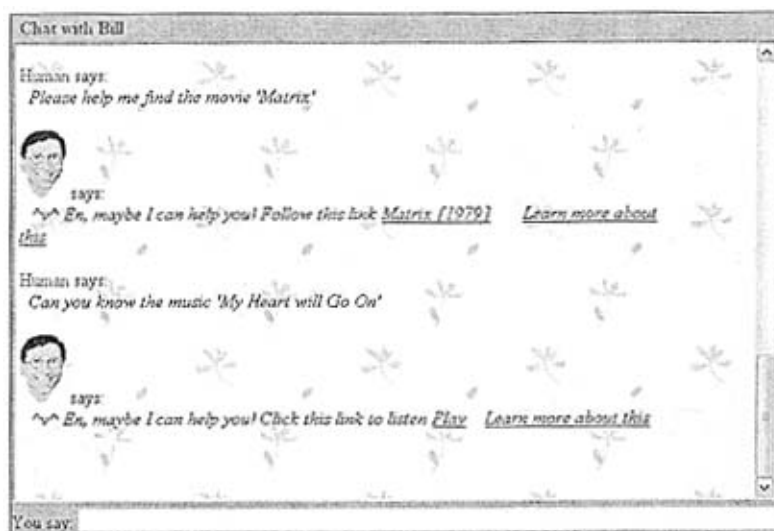 Chat with Bill
Human says:
Please help me find the movie 'Matrix'
says:
^v^ En, maybe I can help you! Follow this link Matrix [1979] Learn more about
this
Human says:
Can you know the music 'My Heart will Go On'
says:
^v^ En, maybe I can help you! Click this link to listen Play Learn more about this
You say: